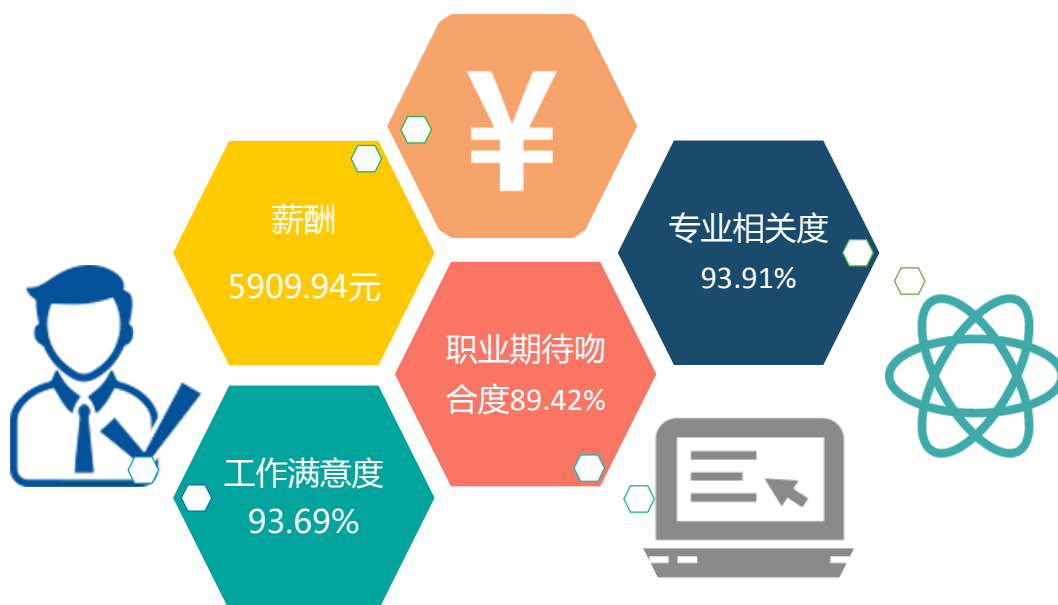 ¥
薪酬
5909.94元
专业相关度
93.91%
职业期待吻
合度89.42%
工作满意度
93.69%